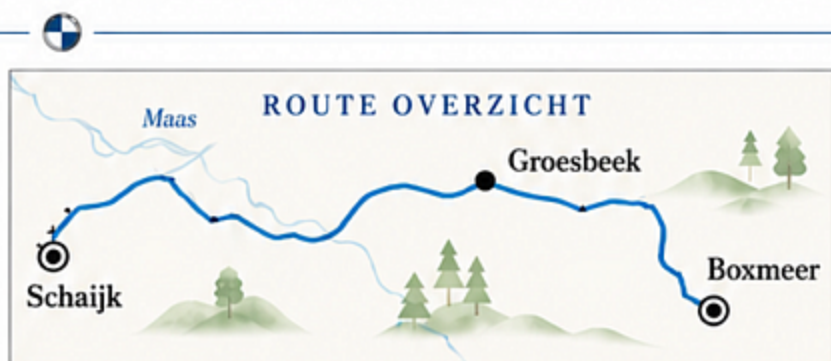 ROUTE OVERZICHT
Maas
Groesbeek
Boxmeer
Schaijk